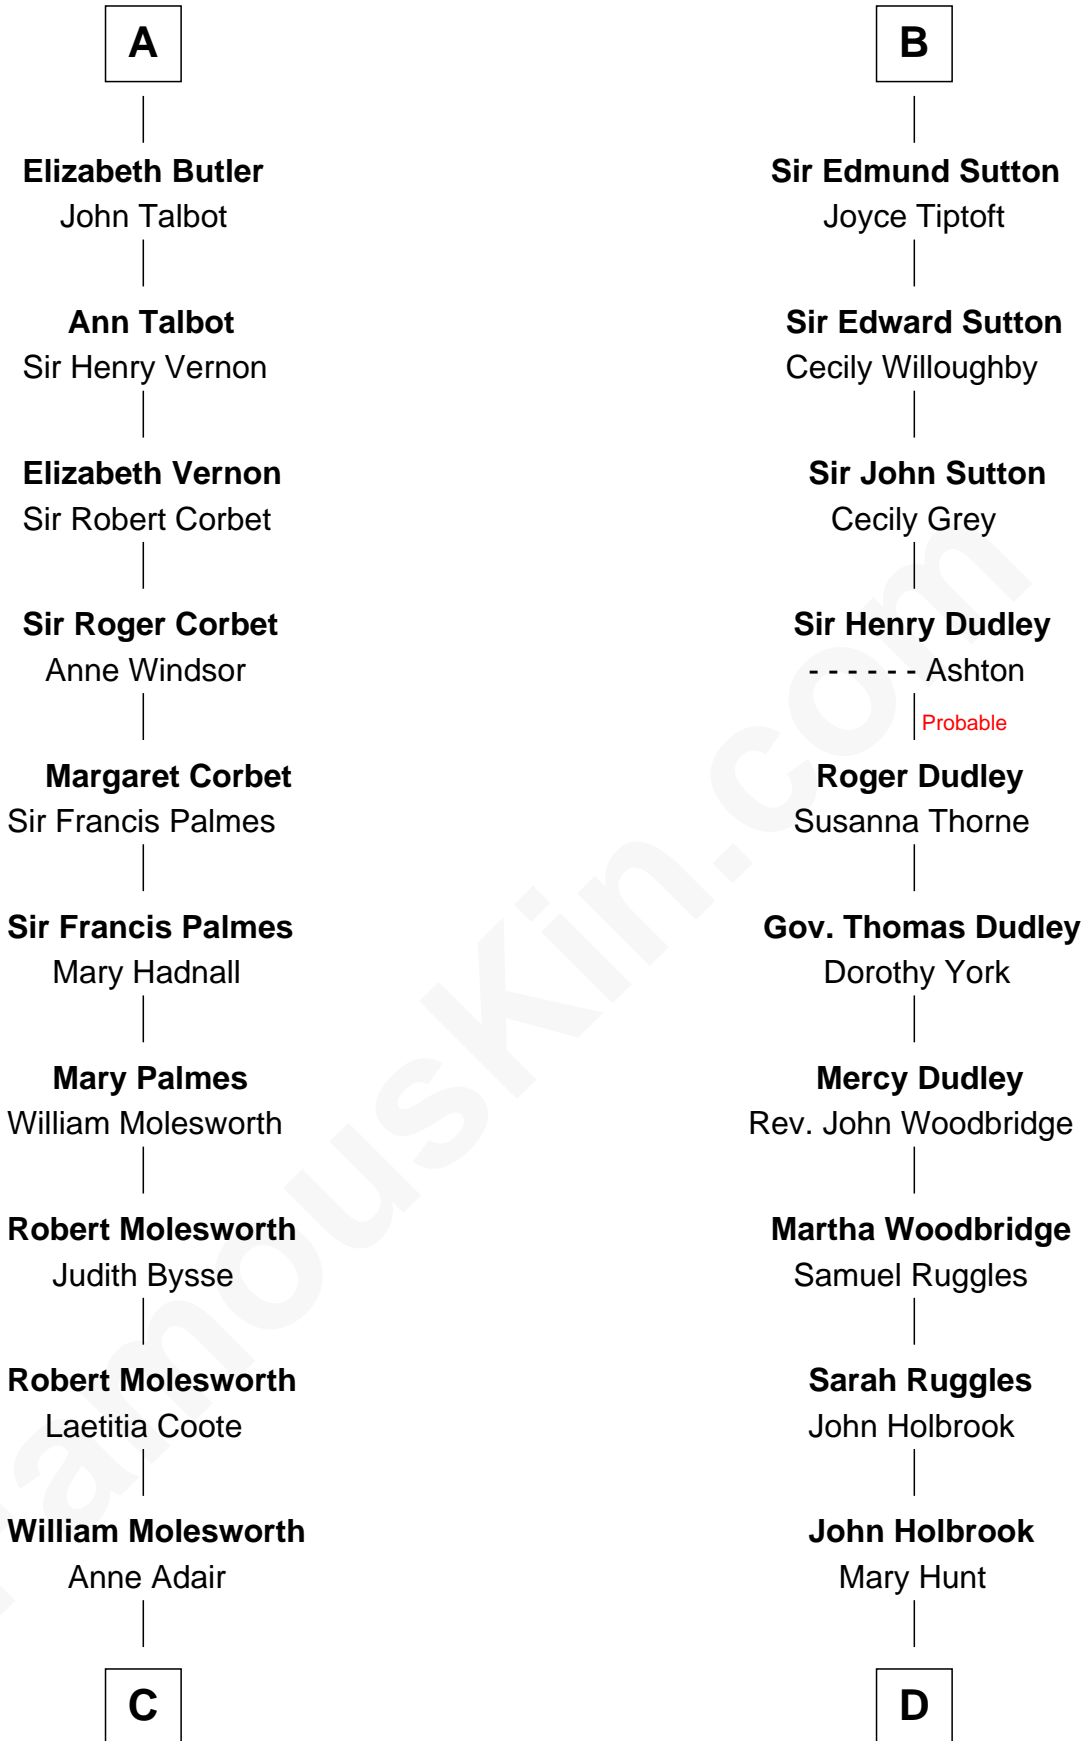 A
Elizabeth Butler
John Talbot
Ann Talbot
Sir Henry Vernon
Elizabeth Vernon
Sir Robert Corbet
Sir Roger Corbet
Anne Windsor
Margaret Corbet
Sir Francis Palmes
Sir Francis Palmes
Mary Hadnall
Mary Palmes
William Molesworth
Robert Molesworth
Judith Bysse
Robert Molesworth
Laetitia Coote
William Molesworth
Anne Adair
C
B
Sir Edmund Sutton
Joyce Tiptoft
Sir Edward Sutton
Cecily Willoughby
Sir John Sutton
Cecily Grey
Sir Henry Dudley
- - - - - - Ashton
Probable
Roger Dudley
Susanna Thorne
Gov. Thomas Dudley
Dorothy York
Mercy Dudley
Rev. John Woodbridge
Martha Woodbridge
Samuel Ruggles
Sarah Ruggles
John Holbrook
John Holbrook
Mary Hunt
D
FamousKin.com